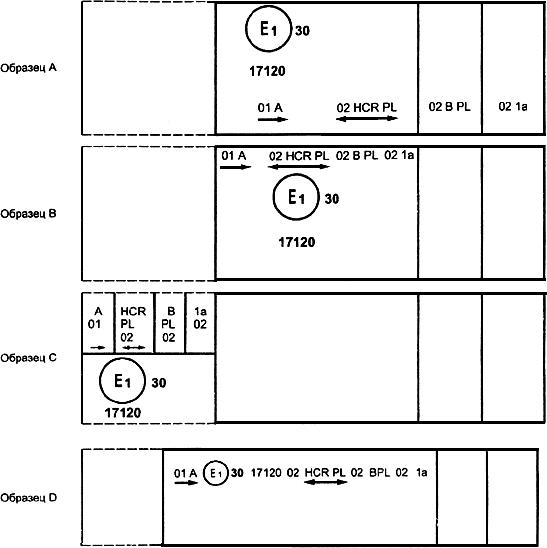 E1 30
Образец A
17120
01 A 02 HCR PL 02 B PL 02 1a
01 A 02 HCR PL 02 B PL 02 1a
E1 30
Образец B
17120
A HCR B 1a
01 PL PL 02
02 02
Образец C
E1 30
17120
01 A E1 30 17120 02 HCR PL 02 BPL 02 1a
Образец D